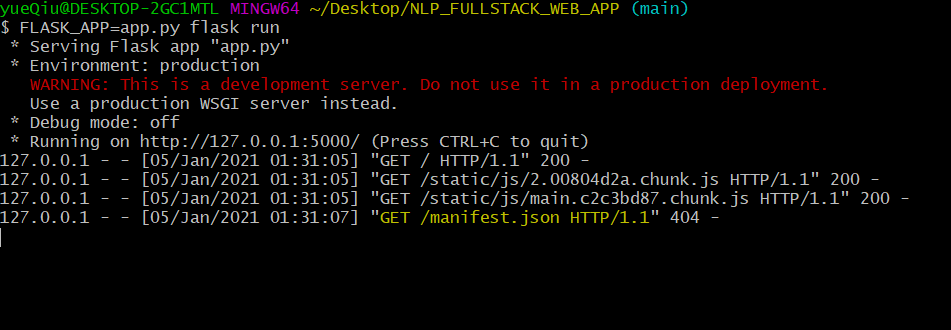 yueQiu@DESKTOP-2GC1MTL MINGW64 ~/Desktop/NLP_FULLSTACK_WEB_APP (main)
$ FLASK_APP=app.py flask run
 * Serving Flask app "app.py"
 * Environment: production
   WARNING: This is a development server. Do not use it in a production deployment.
   Use a production WSGI server instead.
 * Debug mode: off
 * Running on http://127.0.0.1:5000/ (Press CTRL+C to quit)
127.0.0.1 - - [05/Jan/2021 01:31:05] "GET / HTTP/1.1" 200 -
127.0.0.1 - - [05/Jan/2021 01:31:05] "GET /static/js/2.00804d2a.chunk.js HTTP/1.1" 200 -
127.0.0.1 - - [05/Jan/2021 01:31:05] "GET /static/js/main.c2c3bd87.chunk.js HTTP/1.1" 200 -
127.0.0.1 - - [05/Jan/2021 01:31:07] "GET /manifest.json HTTP/1.1" 404 -